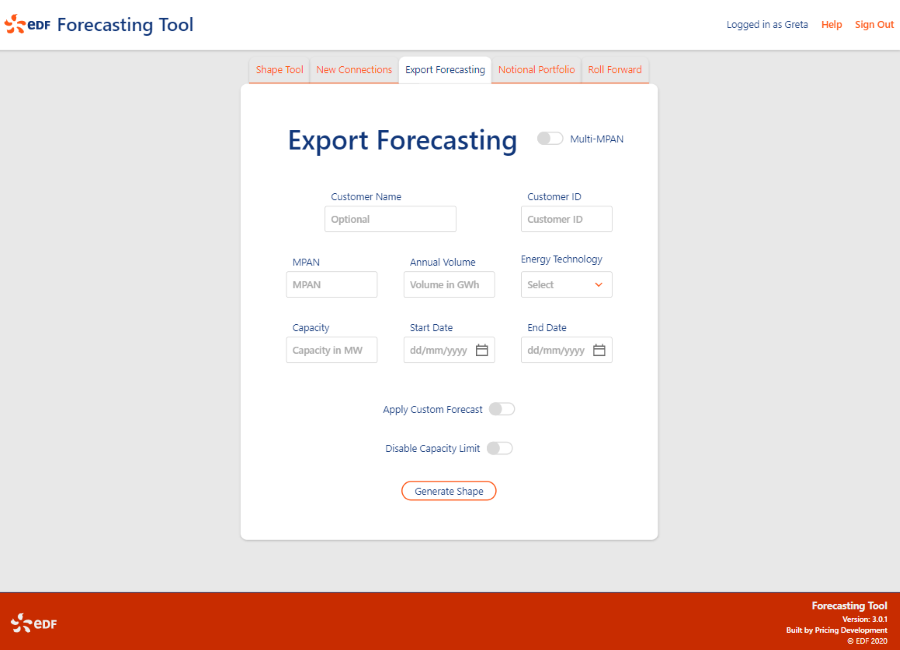 EDF Forecasting Tool
Logged in as Greta Help Sign Out
Shape Tool New Connections Export Forecasting Notional Portfolio Roll Forward
Export Forecasting
Multi-MPAN
Customer Name
Optional
Customer ID
Customer ID
MPAN
MPAN
Annual Volume
Volume in GWh
Energy Technology
Select
Capacity
Capacity in MW
Start Date
dd/mm/yyyy
End Date
dd/mm/yyyy
Apply Custom Forecast
Disable Capacity Limit
Generate Shape
EDF
Forecasting Tool
Version: 3.0.1
Built by Pricing Development
© EDF 2020